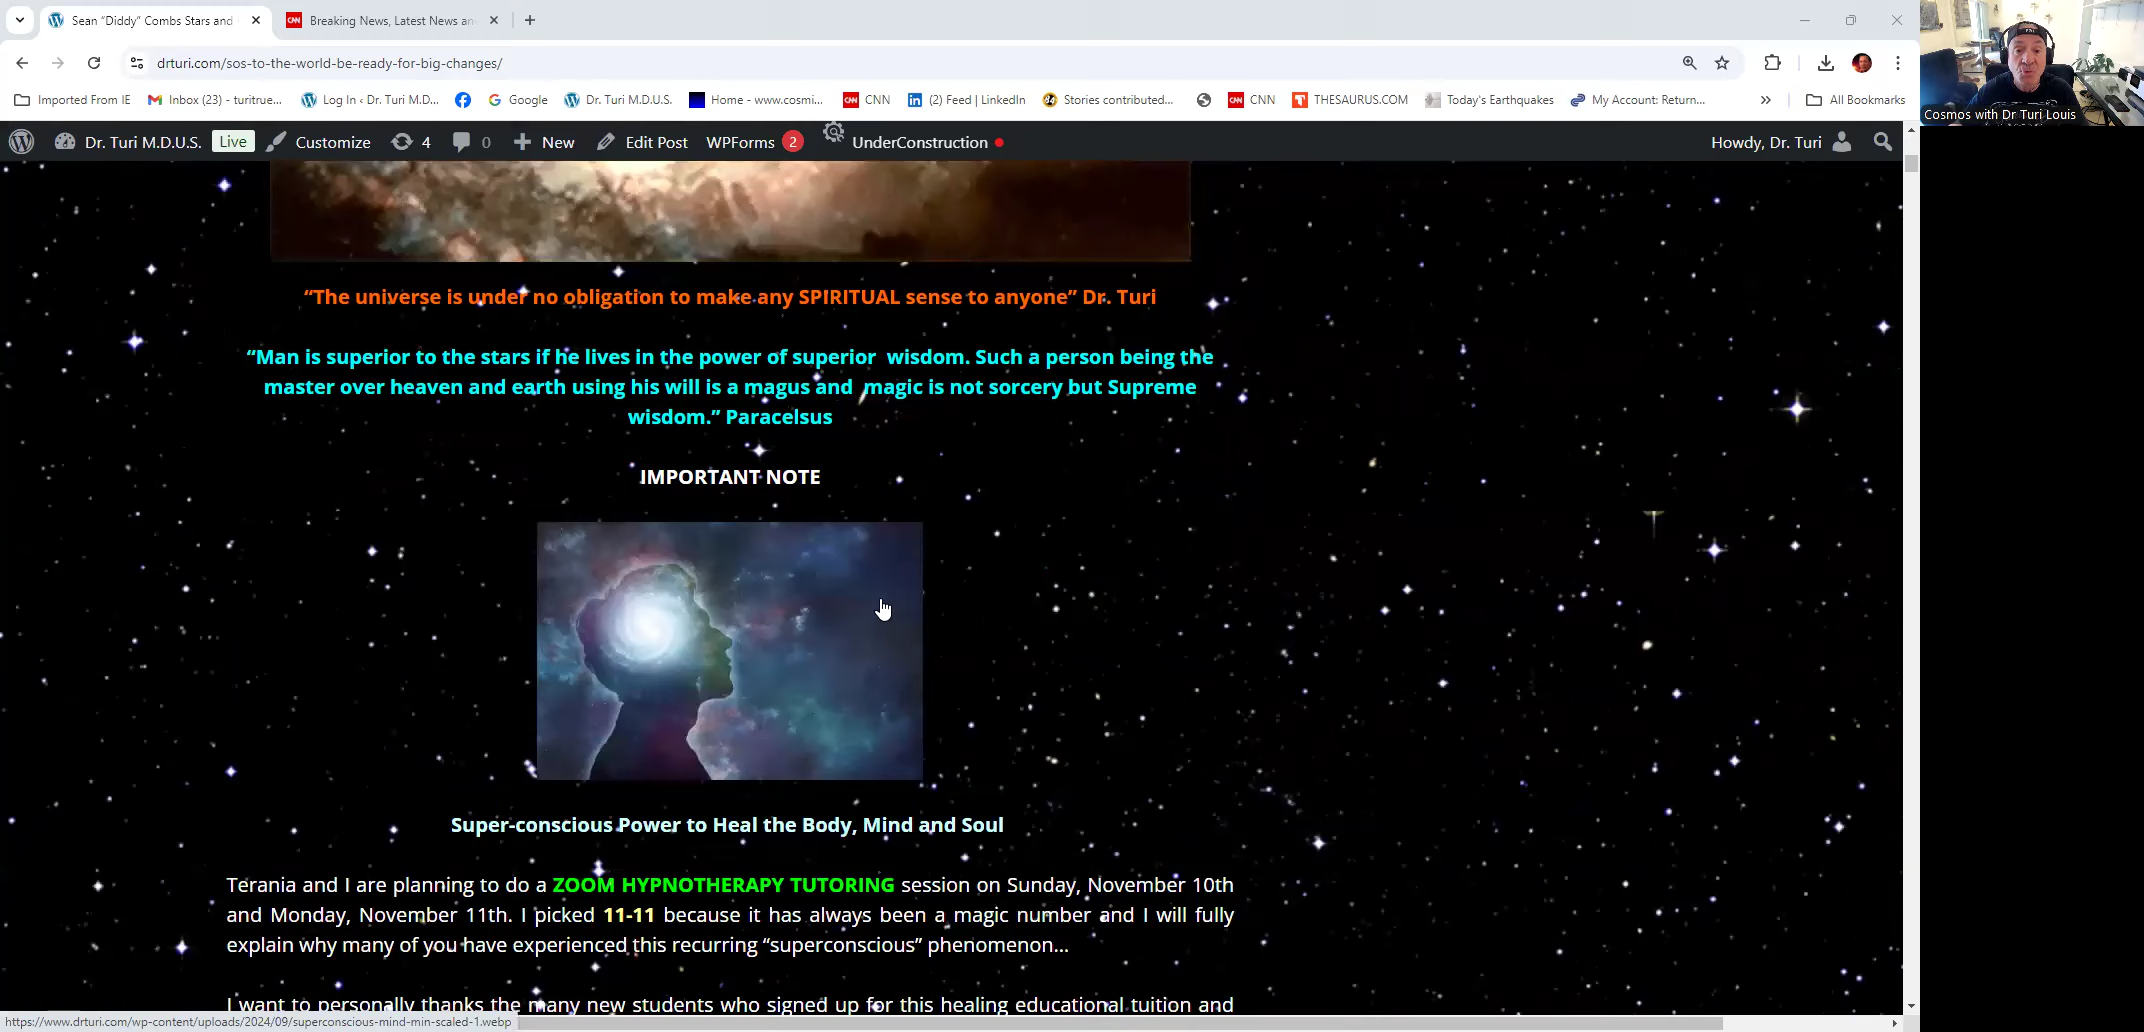 Sean “Diddy” Combs Stars and
CNN Breaking News, Latest News an
drturi.com/sos-to-the-world-be-ready-for-big-changes/
Imported From IE
Inbox (23) - turitrue...
Log In ‹ Dr. Turi M.D...
Google
Dr. Turi M.D.U.S.
Home - www.cosmi...
CNN CNN
(2) Feed | LinkedIn
Stories contributed...
CNN CNN
THESAURUS.COM
Today's Earthquakes
My Account: Return...
» All Bookmarks
Dr. Turi M.D.U.S. Live Customize 4 0 New Edit Post WPForms 2 UnderConstruction Howdy, Dr. Turi
“The universe is under no obligation to make any SPIRITUAL sense to anyone” Dr. Turi
“Man is superior to the stars if he lives in the power of superior wisdom. Such a person being the
master over heaven and earth using his will is a magus and magic is not sorcery but Supreme
wisdom.” Paracelsus
IMPORTANT NOTE
Super-conscious Power to Heal the Body, Mind and Soul
Terania and I are planning to do a ZOOM HYPNOTHERAPY TUTORING session on Sunday, November 10th
and Monday, November 11th. I picked 11-11 because it has always been a magic number and I will fully
explain why many of you have experienced this recurring “superconscious” phenomenon...
I want to personally thanks the many new students who signed up for this healing educational tuition and
https://www.drturi.com/wp-content/uploads/2024/09/superconscious-mind-min-scaled-1.webp
Cosmos with Dr Turi Louis